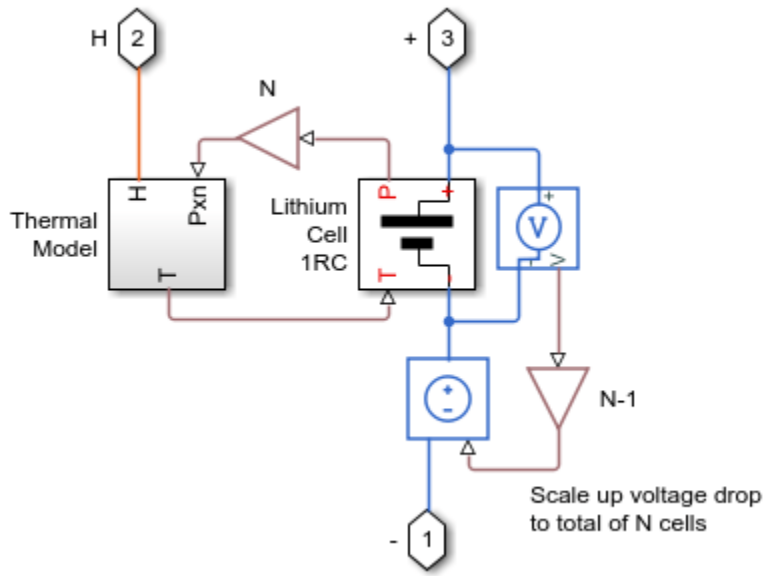 H 2
+ 3
N
H
Pxn
T
Thermal
Model
P
+
T
-
Lithium
Cell
1RC
+
V
-
V
+
-
N-1
Scale up voltage drop
to total of N cells
- 1